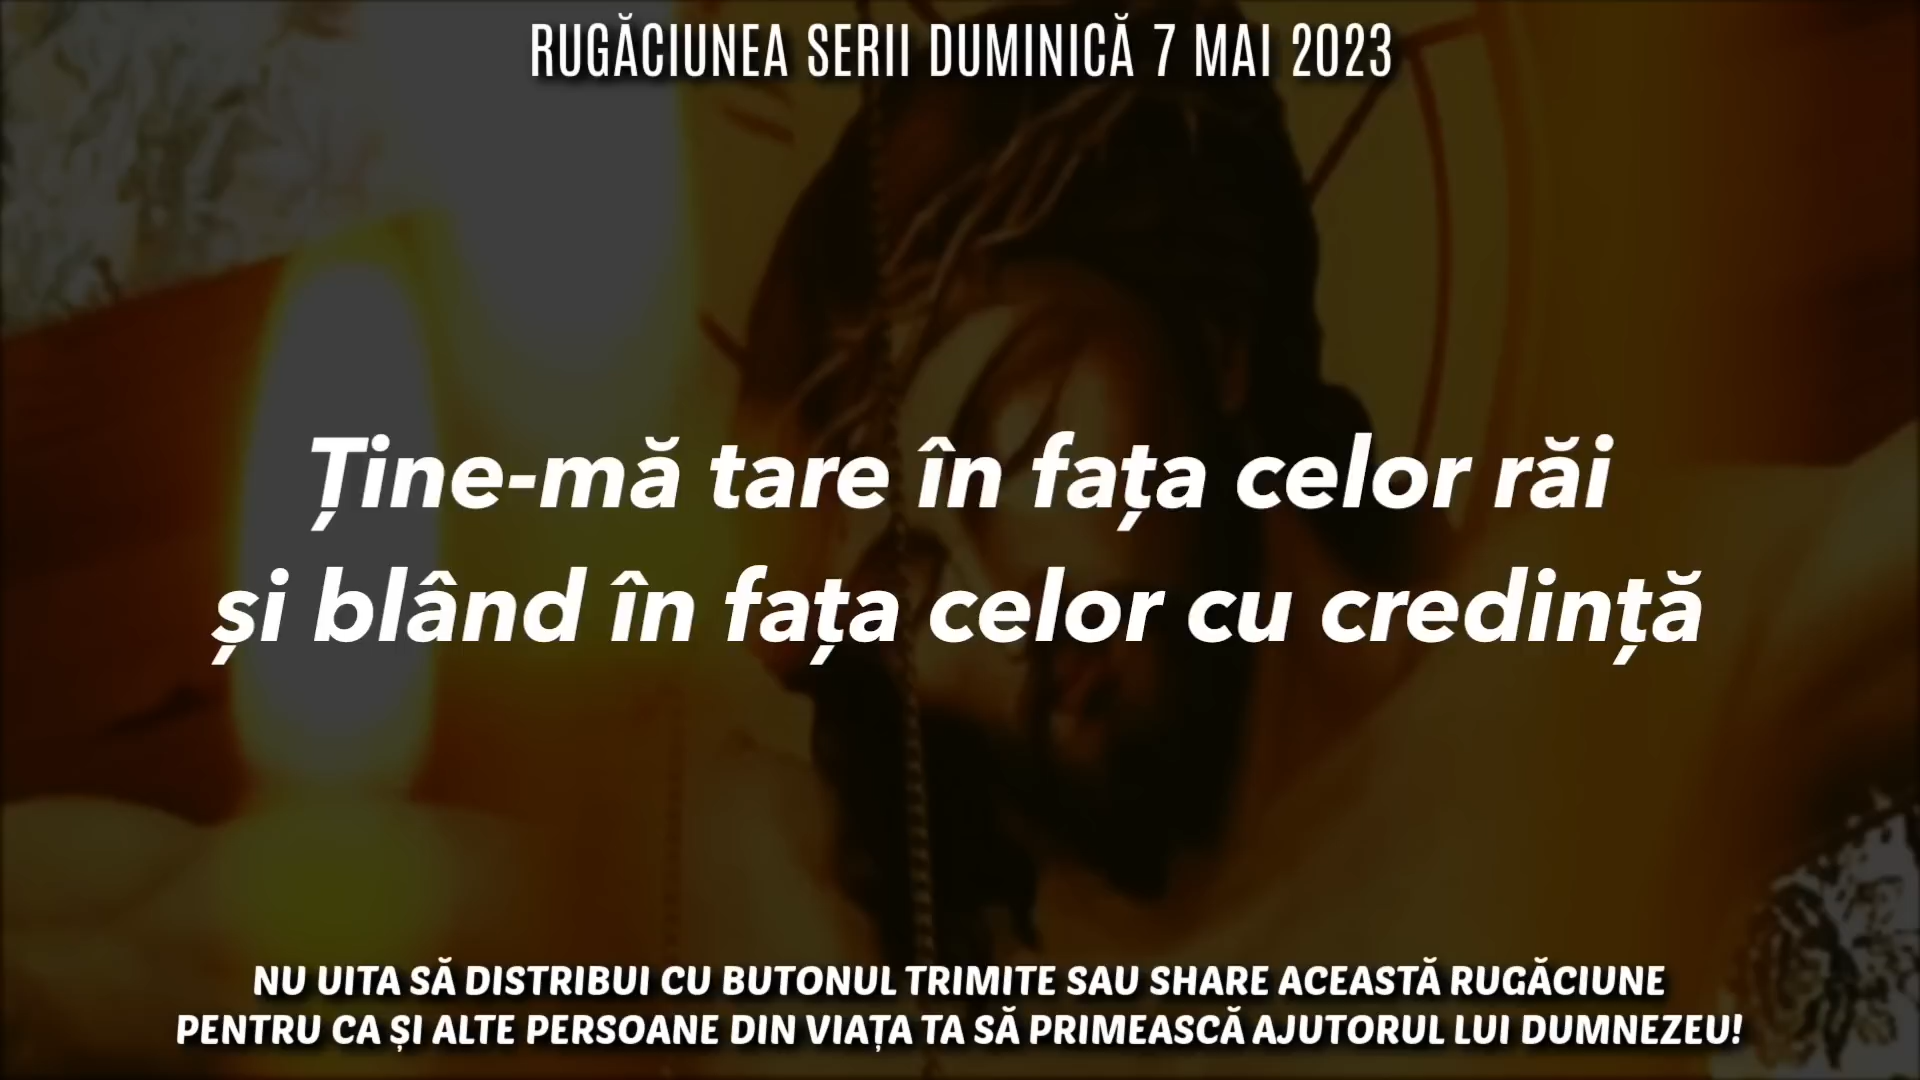 RUGĂCIUNEA SERII DUMINICĂ 7 MAI 2023
Ține-mă tare în fața celor răi
și blând în fața celor cu credință
NU UITA SĂ DISTRIBUI CU BUTONUL TRIMITE SAU SHARE ACEASTĂ RUGĂCIUNE
PENTRU CA ȘI ALTE PERSOANE DIN VIAȚA TA SĂ PRIMEASCĂ AJUTORUL LUI DUMNEZEU!